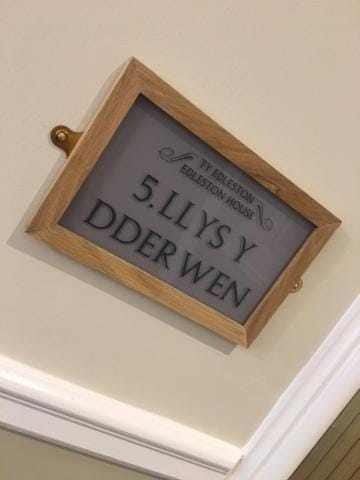 TY EDLESTON
EDLESTON HOUSE
5. LLYS Y
DDERWEN